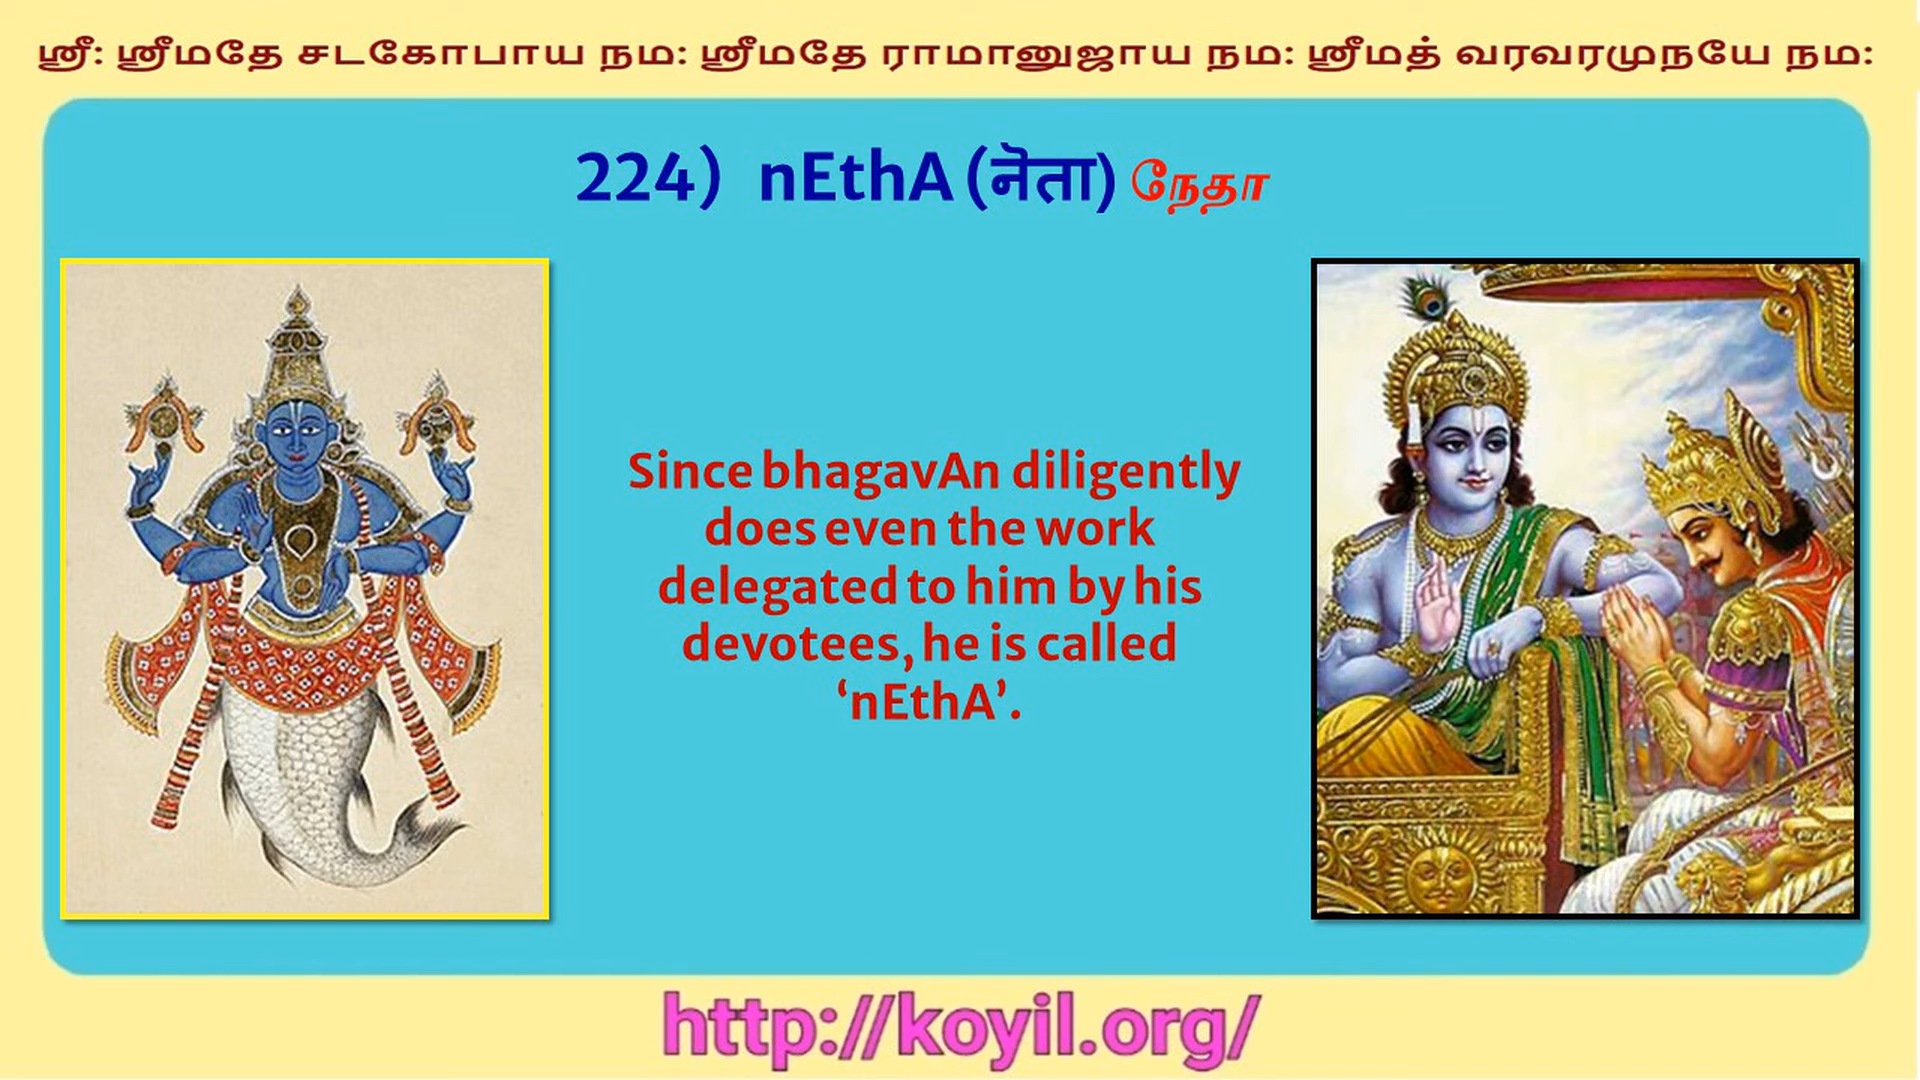 ஸ்ரீ: ஸ்ரீமதே சடகோபாய நம: ஸ்ரீமதே ராமானுஜாய நம: ஸ்ரீமத் வரவரமுநயே நம:
224) nEthA (नॆता) நேதா
Since bhagavAn diligently
does even the work
delegated to him by his
devotees, he is called
‘nEthA’.
http://koyil.org/